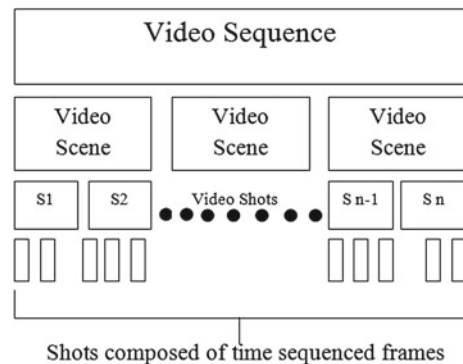 Video Sequence
Video
Scene
Video
Scene
Video
Scene
S1
S2
Video Shots
S n-1
S n
Shots composed of time sequenced frames